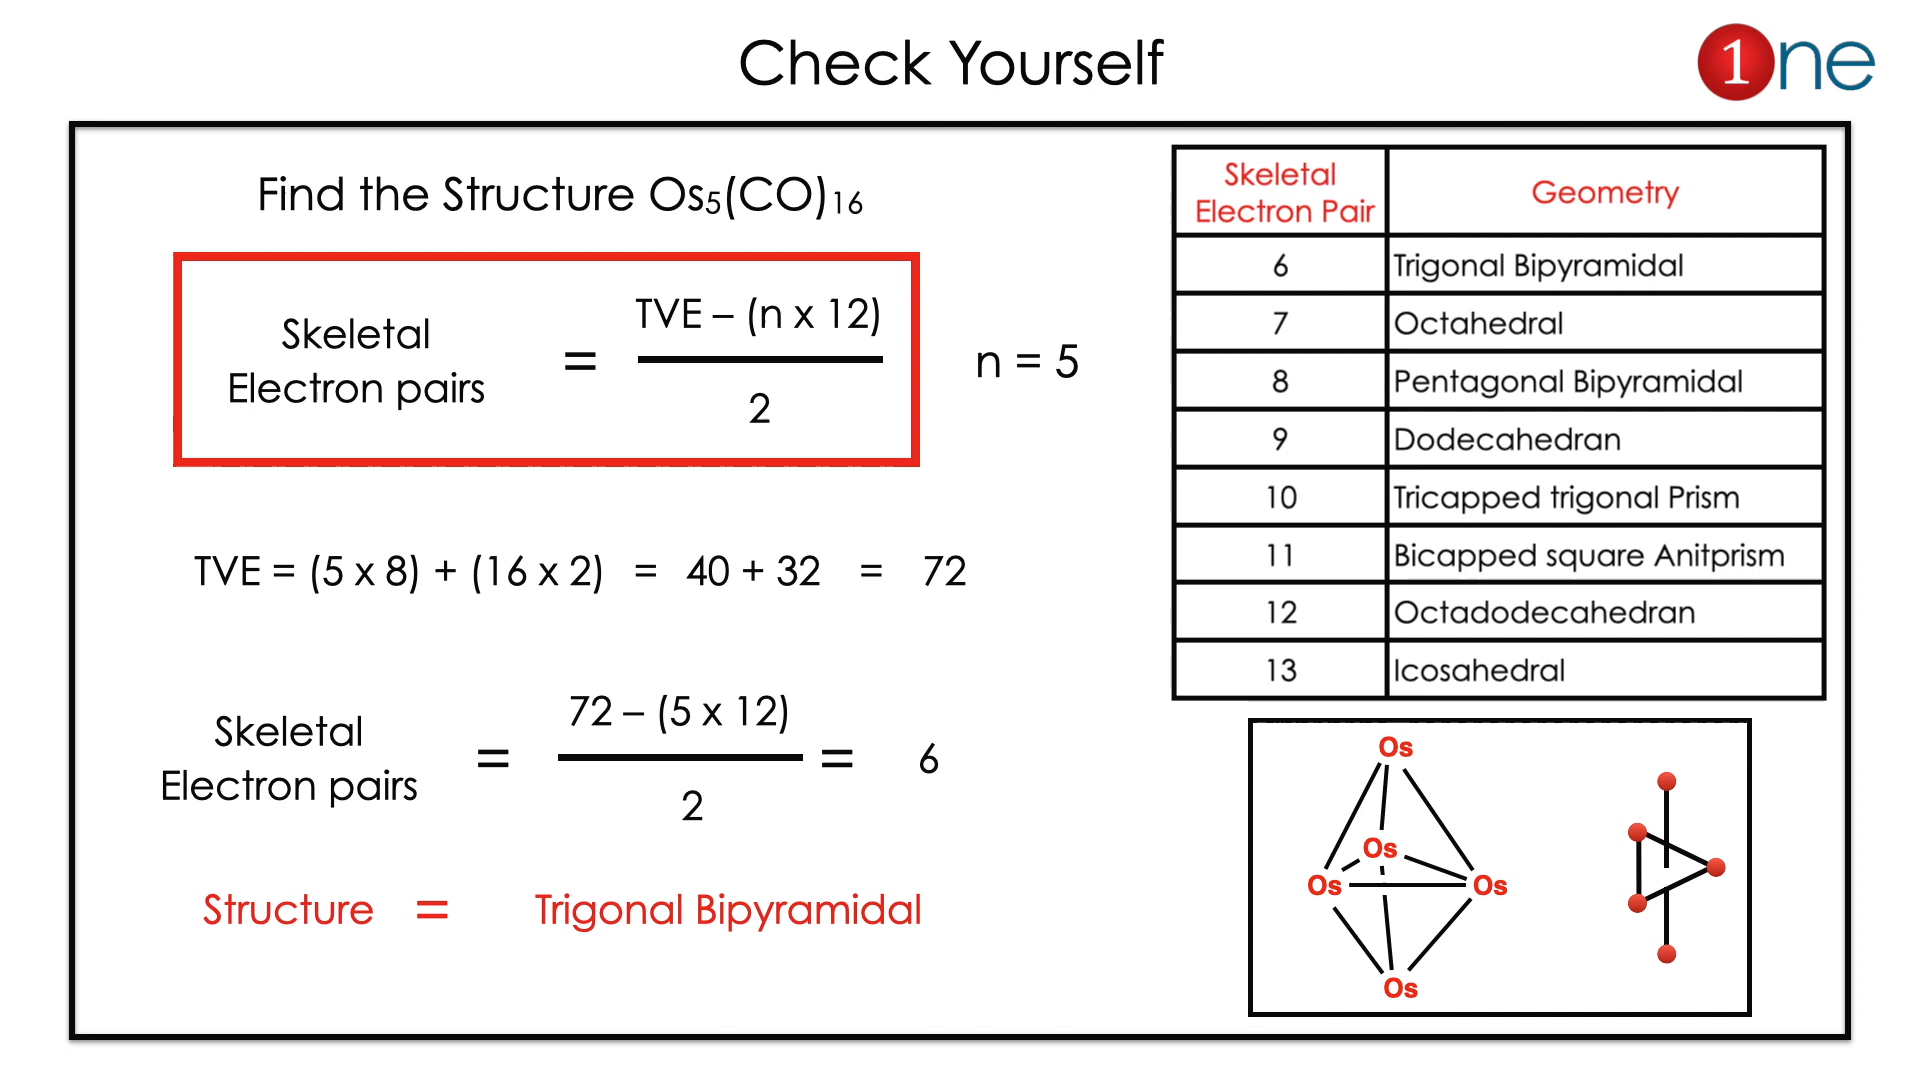 Check Yourself
1ne
Find the Structure Os₅(CO)₁₆
Skeletal
Electron pairs
=
TVE – (n x 12)
2
n = 5
TVE = (5 x 8) + (16 x 2) = 40 + 32 = 72
Skeletal
Electron pairs
=
72 – (5 x 12)
2
= 6
Structure = Trigonal Bipyramidal
Skeletal
Electron Pair
Geometry
6 Trigonal Bipyramidal
7 Octahedral
8 Pentagonal Bipyramidal
9 Dodecahedran
10 Tricapped trigonal Prism
11 Bicapped square Anitprism
12 Octadodecahedran
13 Icosahedral
Os
Os
Os Os
Os